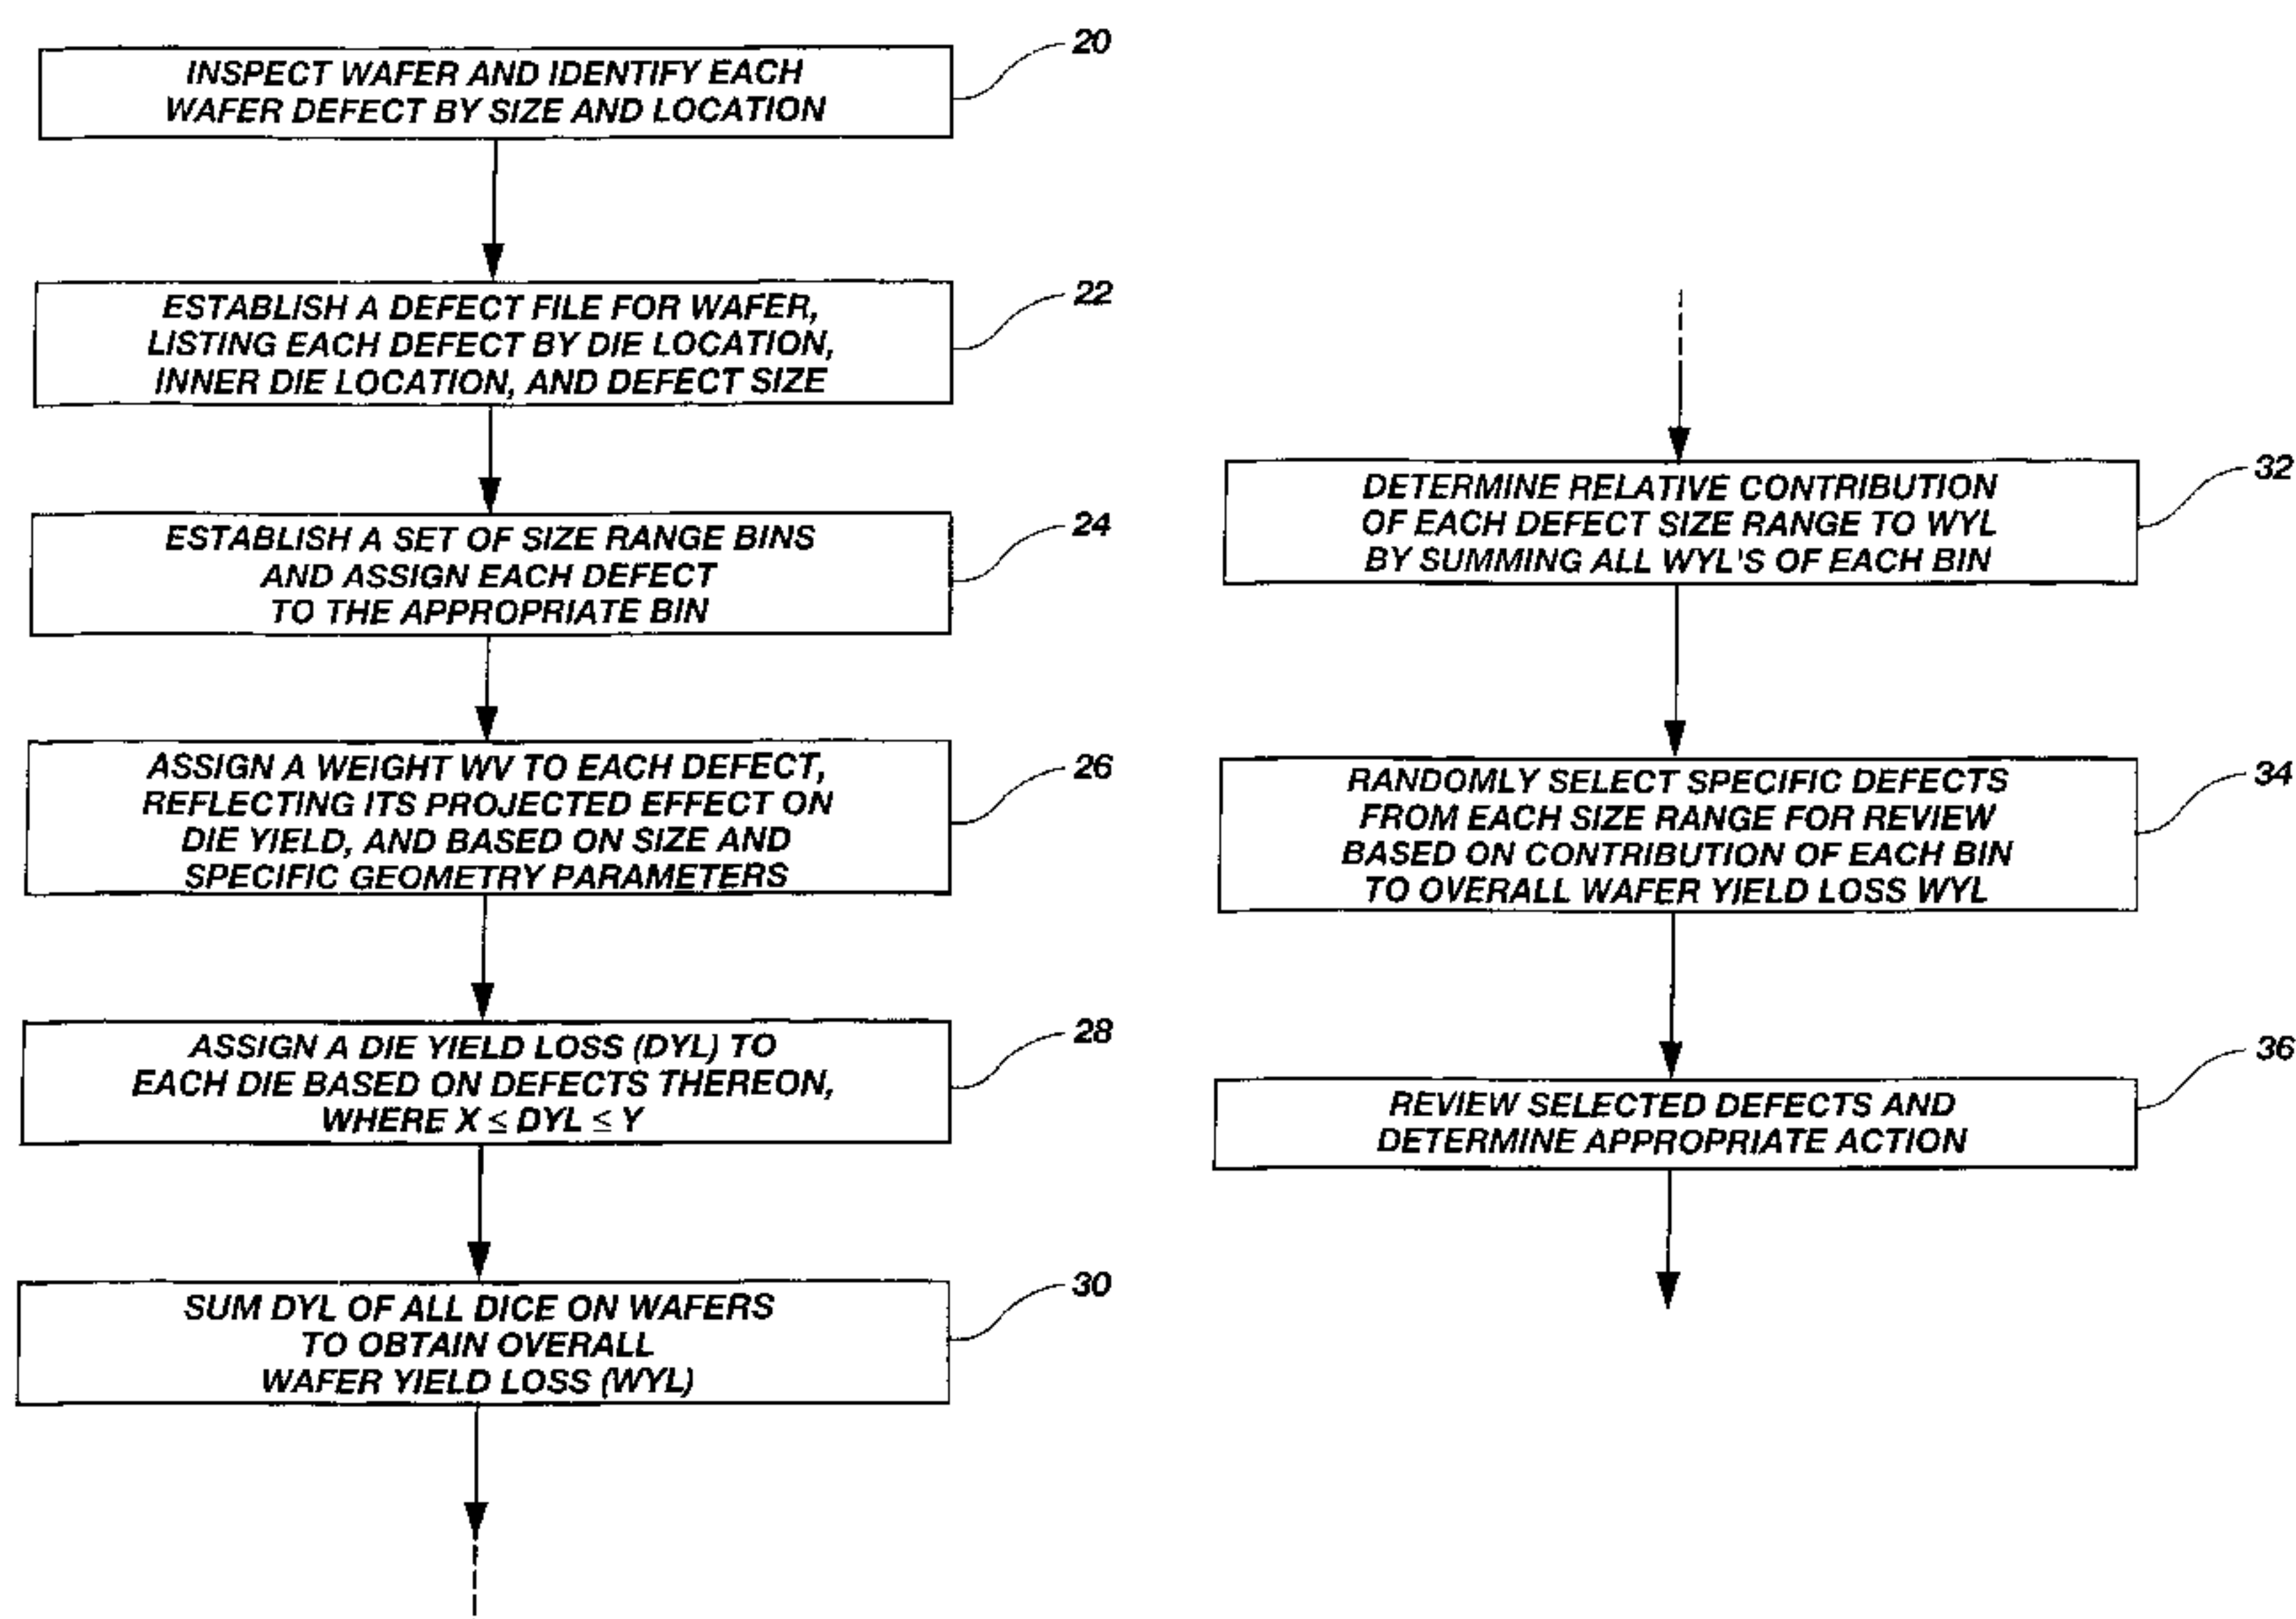 INSPECT WAFER AND IDENTIFY EACH
WAFER DEFECT BY SIZE AND LOCATION
20
ESTABLISH A DEFECT FILE FOR WAFER,
LISTING EACH DEFECT BY DIE LOCATION,
INNER DIE LOCATION, AND DEFECT SIZE
22
ESTABLISH A SET OF SIZE RANGE BINS
AND ASSIGN EACH DEFECT
TO THE APPROPRIATE BIN
24
ASSIGN A WEIGHT WV TO EACH DEFECT,
REFLECTING ITS PROJECTED EFFECT ON
DIE YIELD, AND BASED ON SIZE AND
SPECIFIC GEOMETRY PARAMETERS
26
ASSIGN A DIE YIELD LOSS (DYL) TO
EACH DIE BASED ON DEFECTS THEREON,
WHERE X ≤ DYL ≤ Y
28
SUM DYL OF ALL DICE ON WAFERS
TO OBTAIN OVERALL
WAFER YIELD LOSS (WYL)
30
DETERMINE RELATIVE CONTRIBUTION
OF EACH DEFECT SIZE RANGE TO WYL
BY SUMMING ALL WYL'S OF EACH BIN
32
RANDOMLY SELECT SPECIFIC DEFECTS
FROM EACH SIZE RANGE FOR REVIEW
BASED ON CONTRIBUTION OF EACH BIN
TO OVERALL WAFER YIELD LOSS WYL
34
REVIEW SELECTED DEFECTS AND
DETERMINE APPROPRIATE ACTION
36